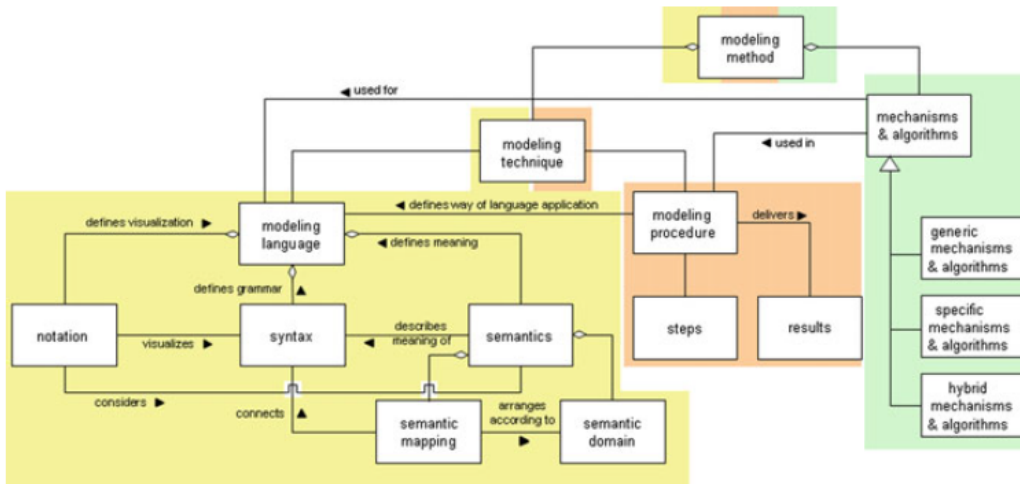 modeling
method
◄ used for
mechanisms
& algorithms
modeling
technique
◄ used in
defines visualization ►
modeling
language
◄ defines way of language application
modeling
procedure
delivers ►
◄ defines meaning
generic
mechanisms
& algorithms
defines grammar ▲
notation
visualizes ►
syntax
describes
meaning of
◄
semantics
steps
results
specific
mechanisms
& algorithms
considers ►
connects ▲
semantic
mapping
arranges
according to
►
semantic
domain
hybrid
mechanisms
& algorithms